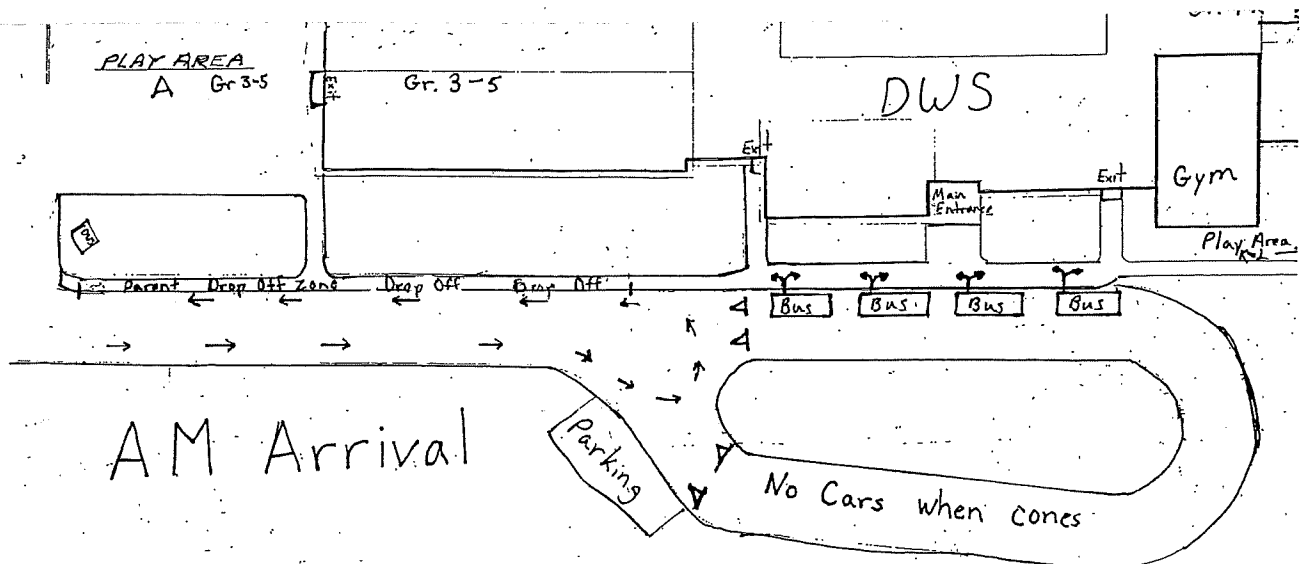 PLAY AREA
A Gr 3-5
Exit
Gr. 3-5
DWS
Exit
Main
Entrance
Exit
Gym
Play Area
K-2
Parent Drop Off Zone Drop Off Drop Off
Bus Bus Bus Bus
AM Arrival
Parking
No Cars when cones